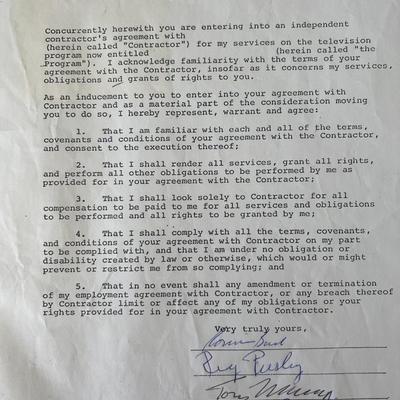 Concurrently herewith you are entering into an independent
contractor's agreement with
(herein called "Contractor") for my services on the television
program now entitled (herein called "the
Program"). I acknowledge familiarity with the terms of your
agreement with the Contractor, insofar as it concerns my services,
obligations and grants of rights to you.
As an inducement to you to enter into your agreement with
Contractor and as a material part of the consideration moving
you to do so, I hereby represent, warrant and agree:
1. That I am familiar with each and all of the terms,
covenants and conditions of your agreement with the Contractor,
and consent to the execution thereof;
2. That I shall render all services, grant all rights,
and perform all other obligations to be performed by me as
provided for in your agreement with the Contractor;
3. That I shall look solely to Contractor for all
compensation to be paid to me for all services and obligations
to be performed and all rights to be granted by me;
4. That I shall comply with all the terms, covenants,
and conditions of your agreement with Contractor on my part
to be complied with, and that I am under no obligation or
disability created by law or otherwise, which would or might
prevent or restrict me from so complying; and
5. That in no event shall any amendment or termination
of my employment agreement with Contractor, or any breach thereof
by Contractor limit or affect any of my obligations or your
rights provided for in your agreement with Contractor.
Very truly yours,
Reg Presley
Tony